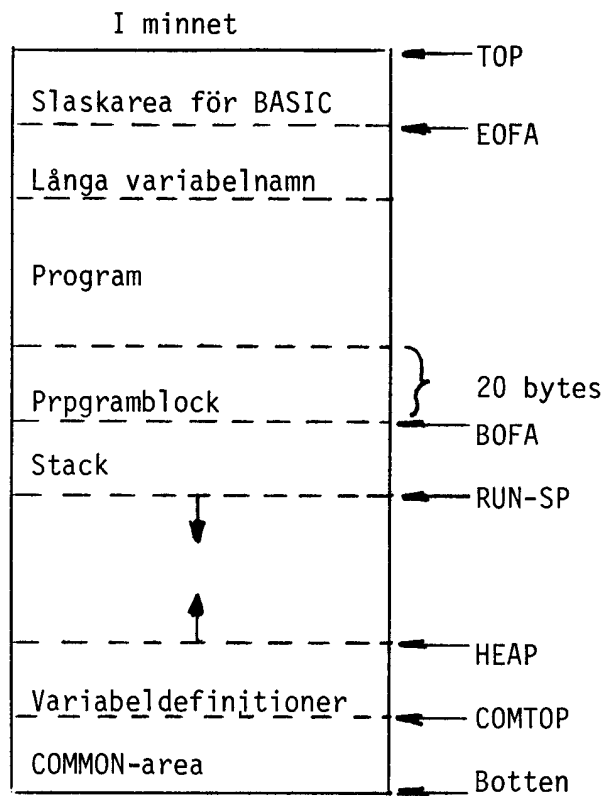 I minnet
TOP
Slaskarea för BASIC
EOFA
Långa variabelnamn
Program
20 bytes
Prpgramblock
BOFA
Stack
RUN-SP
HEAP
Variabeldefinitioner
COMTOP
COMMON-area
Botten